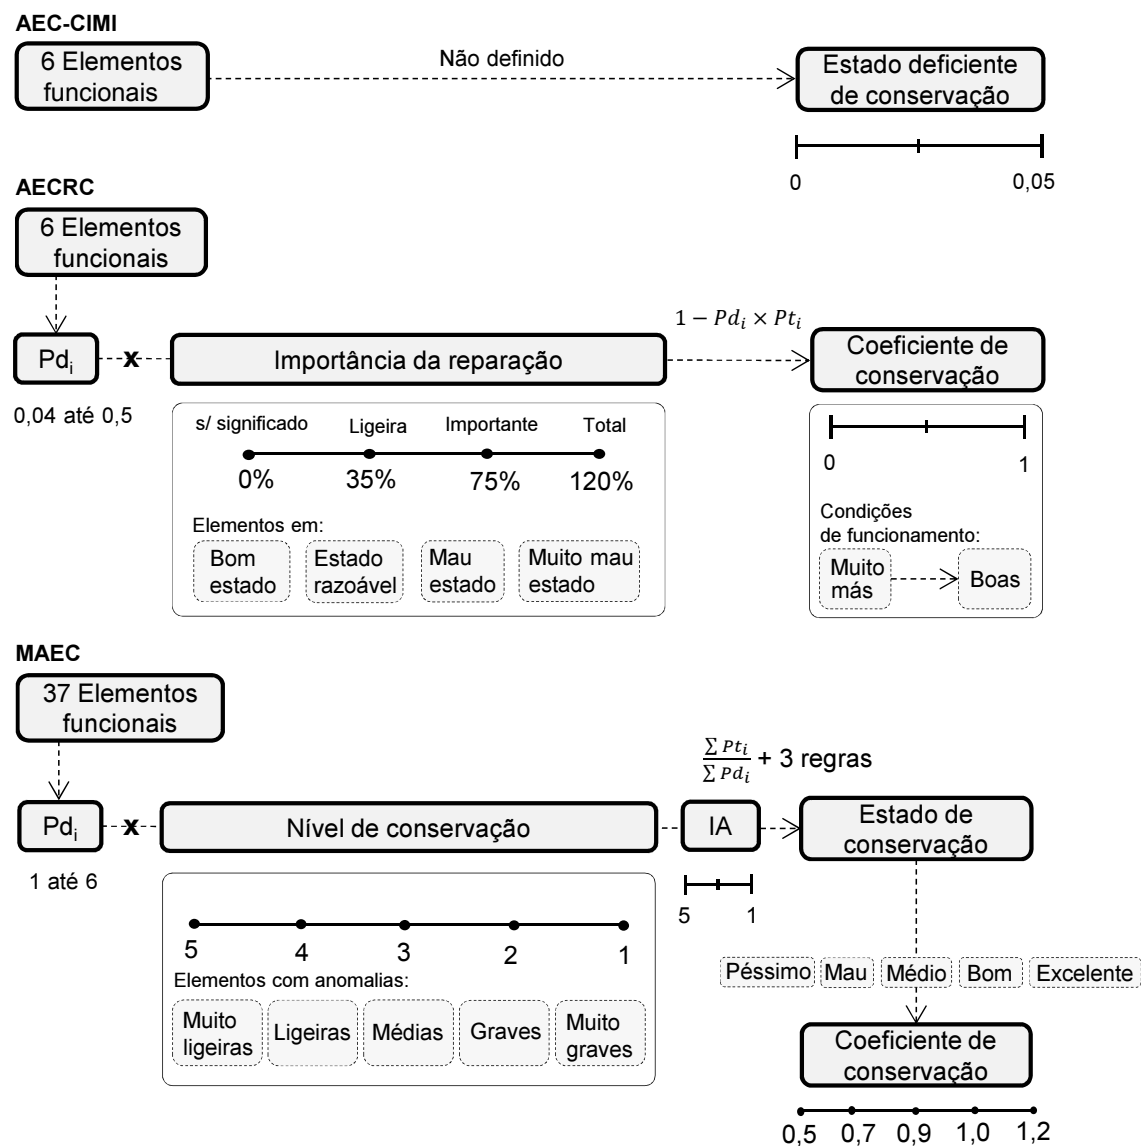 AEC-CIMI
6 Elementos
funcionais
Não definido
Estado deficiente
de conservação
0
0,05
AECRC
6 Elementos
funcionais
Pdi
x
Importância da reparação
1 − Pdi × Pti
Coeficiente de
conservação
0,04 até 0,5
s/ significado Ligeira Importante Total
0% 35% 75% 120%
Elementos em:
Bom
estado
Estado
razoável
Mau
estado
Muito mau
estado
0 1
Condições
de funcionamento:
Muito
más
Boas
MAEC
37 Elementos
funcionais
∑ Pti
∑ Pdi
+ 3 regras
Pdi
x
Nível de conservação
IA
Estado de
conservação
1 até 6
5 4 3 2 1
Elementos com anomalias:
Muito
ligeiras
Ligeiras
Médias
Graves
Muito
graves
5 1
Péssimo Mau Médio Bom Excelente
Coeficiente de
conservação
0,5 0,7 0,9 1,0 1,2